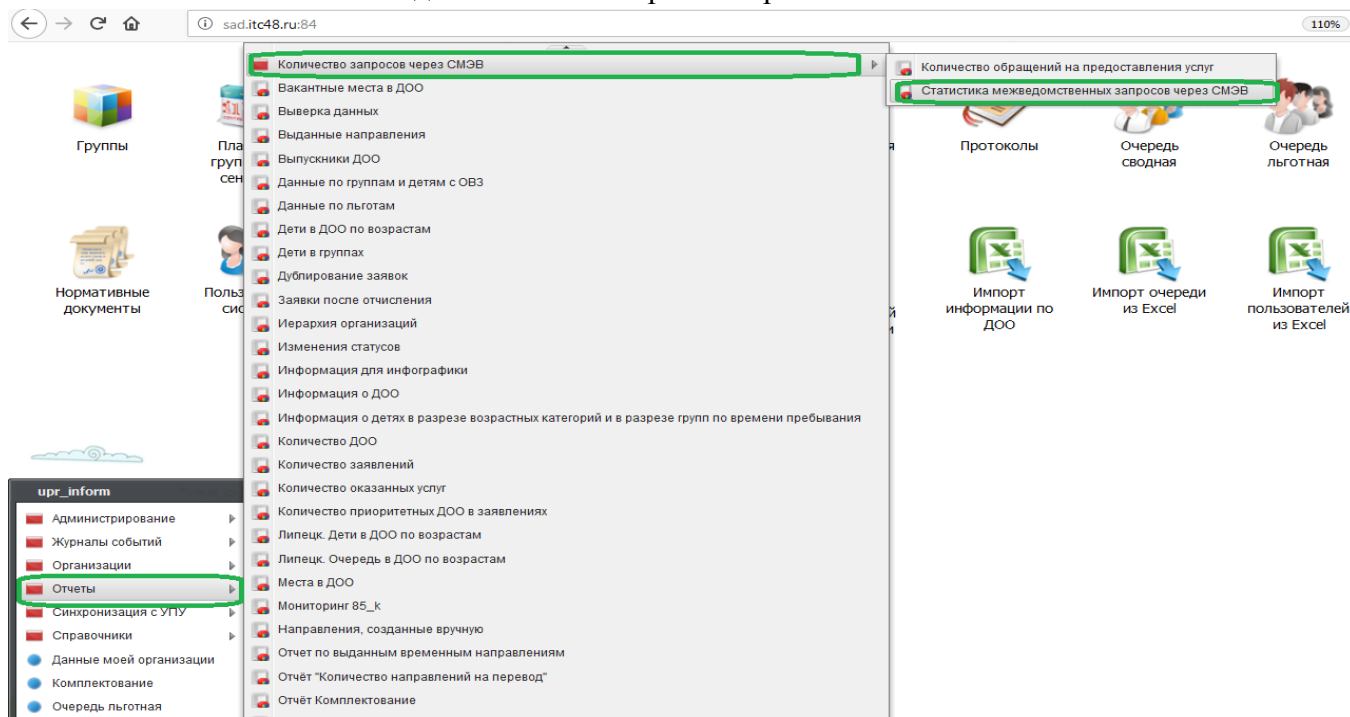 sad.itc48.ru:84
110%
Количество запросов через СМЭВ
Количество обращений на предоставления услуг
Статистика межведомственных запросов через СМЭВ
Вакантные места в ДОО
Выверка данных
Выданные направления
Выпускники ДОО
Данные по группам и детям с ОВЗ
Данные по льготам
Дети в ДОО по возрастам
Дети в группах
Дублирование заявок
Заявки после отчисления
Иерархия организаций
Изменения статусов
Информация для инфографики
Информация о ДОО
Информация о детях в разрезе возрастных категорий и в разрезе групп по времени пребывания
Количество ДОО
Количество заявлений
Количество оказанных услуг
Количество приоритетных ДОО в заявлениях
Липецк. Дети в ДОО по возрастам
Липецк. Очередь в ДОО по возрастам
Места в ДОО
Мониторинг 85_k
Направления, созданные вручную
Отчет по выданным временным направлениям
Отчёт "Количество направлений на перевод"
Отчёт Комплектование
Группы
Протоколы
Очередь
сводная
Очередь
льготная
Нормативные
документы
Импорт
информации по
ДОО
Импорт очереди
из Excel
Импорт
пользователей
из Excel
upr_inform
Администрирование
Журналы событий
Организации
Отчеты
Синхронизация с УПУ
Справочники
Данные моей организации
Комплектование
Очередь льготная